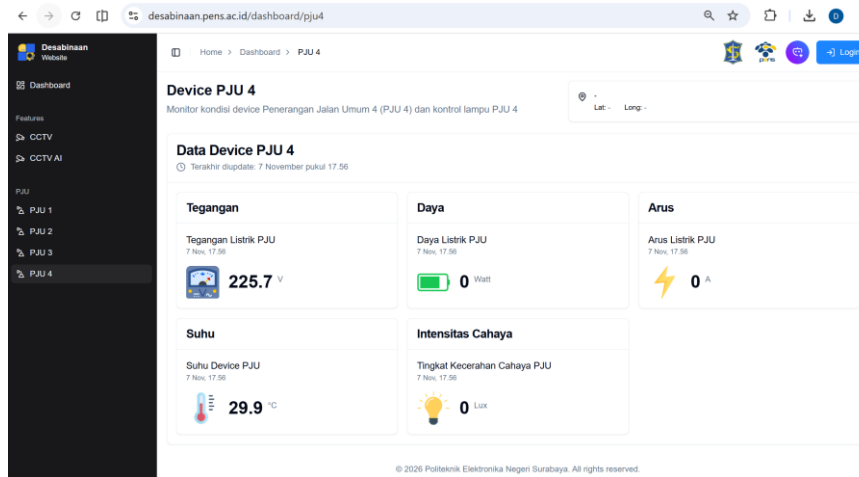 desabinaan.pens.ac.id/dashboard/pju4
D
Desabinaan
Website
Dashboard
Features
CCTV
CCTV AI
PJU
PJU 1
PJU 2
PJU 3
PJU 4
Home > Dashboard > PJU 4
pens
Login
Device PJU 4
Monitor kondisi device Penerangan Jalan Umum 4 (PJU 4) dan kontrol lampu PJU 4
-
Lat: - Long: -
Data Device PJU 4
Terakhir diupdate: 7 November pukul 17.56
Tegangan
Tegangan Listrik PJU
7 Nov, 17.56
225.7 V
Daya
Daya Listrik PJU
7 Nov, 17.56
0 Watt
Arus
Arus Listrik PJU
7 Nov, 17.56
0 A
Suhu
Suhu Device PJU
7 Nov, 17.56
29.9 °C
Intensitas Cahaya
Tingkat Kecerahan Cahaya PJU
7 Nov, 17.56
0 Lux
© 2026 Politeknik Elektronika Negeri Surabaya. All rights reserved.